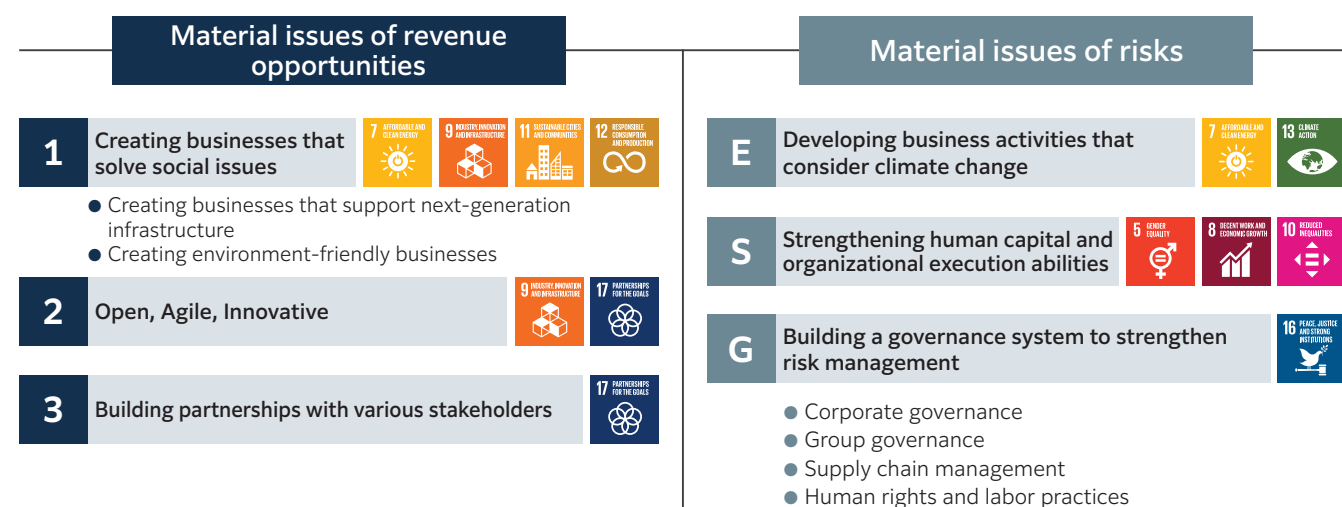 Material issues of revenue
opportunities
1
Creating businesses that
solve social issues
7 AFFORDABLE AND
CLEAN ENERGY
9 INDUSTRY, INNOVATION
AND INFRASTRUCTURE
11 SUSTAINABLE CITIES
AND COMMUNITIES
12 RESPONSIBLE
CONSUMPTION
AND PRODUCTION
● Creating businesses that support next-generation
infrastructure
● Creating environment-friendly businesses
2
Open, Agile, Innovative
9 INDUSTRY, INNOVATION
AND INFRASTRUCTURE
17 PARTNERSHIPS
FOR THE GOALS
3
Building partnerships with various stakeholders
17 PARTNERSHIPS
FOR THE GOALS
Material issues of risks
E
Developing business activities that
consider climate change
7 AFFORDABLE AND
CLEAN ENERGY
13 CLIMATE
ACTION
S
Strengthening human capital and
organizational execution abilities
5 GENDER
EQUALITY
8 DECENT WORK AND
ECONOMIC GROWTH
10 REDUCED
INEQUALITIES
G
Building a governance system to strengthen
risk management
16 PEACE, JUSTICE
AND STRONG
INSTITUTIONS
● Corporate governance
● Group governance
● Supply chain management
● Human rights and labor practices